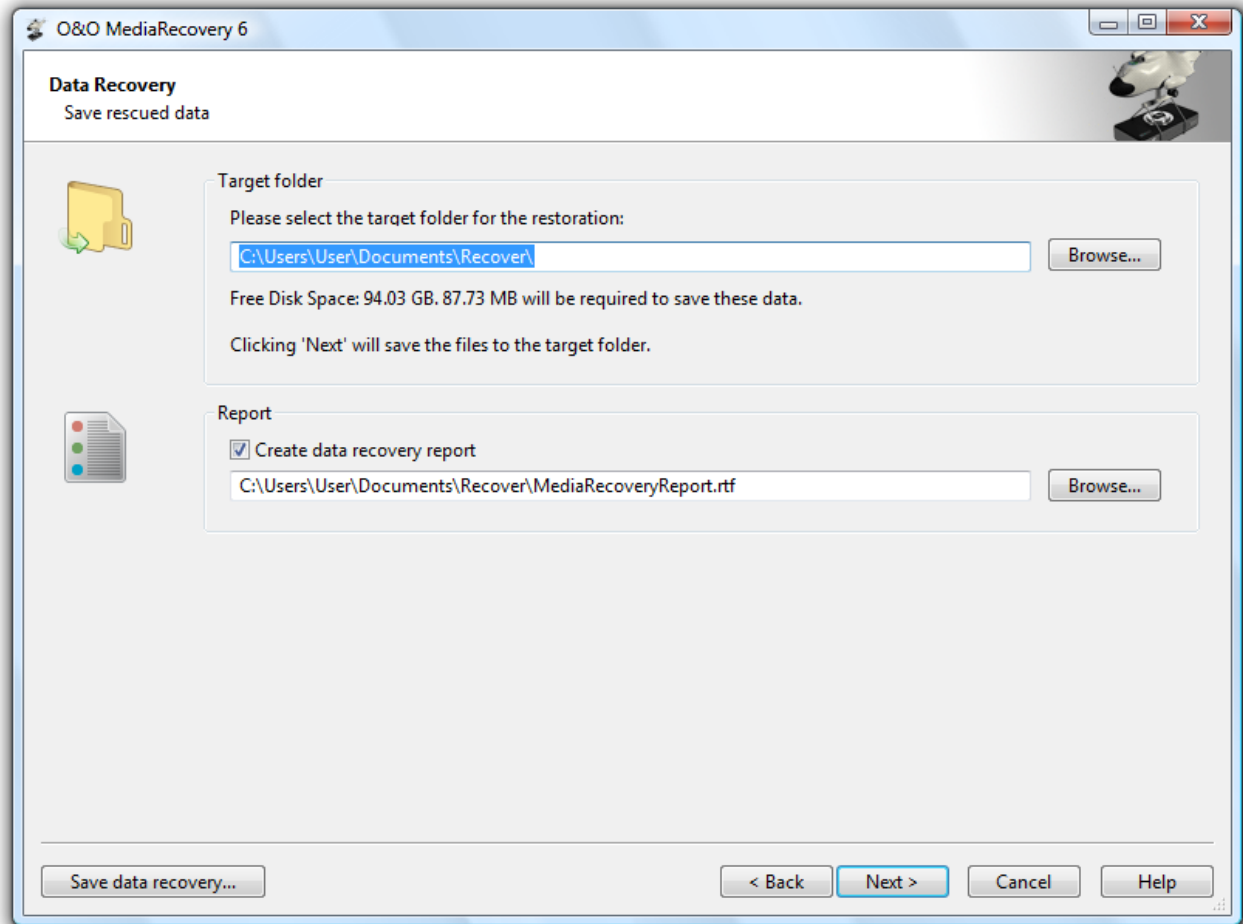 O&O MediaRecovery 6
Data Recovery
Save rescued data
Target folder
Please select the target folder for the restoration:
C:\Users\User\Documents\Recover\
Browse...
Free Disk Space: 94.03 GB. 87.73 MB will be required to save these data.
Clicking 'Next' will save the files to the target folder.
Report
Create data recovery report
C:\Users\User\Documents\Recover\MediaRecoveryReport.rtf
Browse...
Save data recovery...
< Back
Next >
Cancel
Help